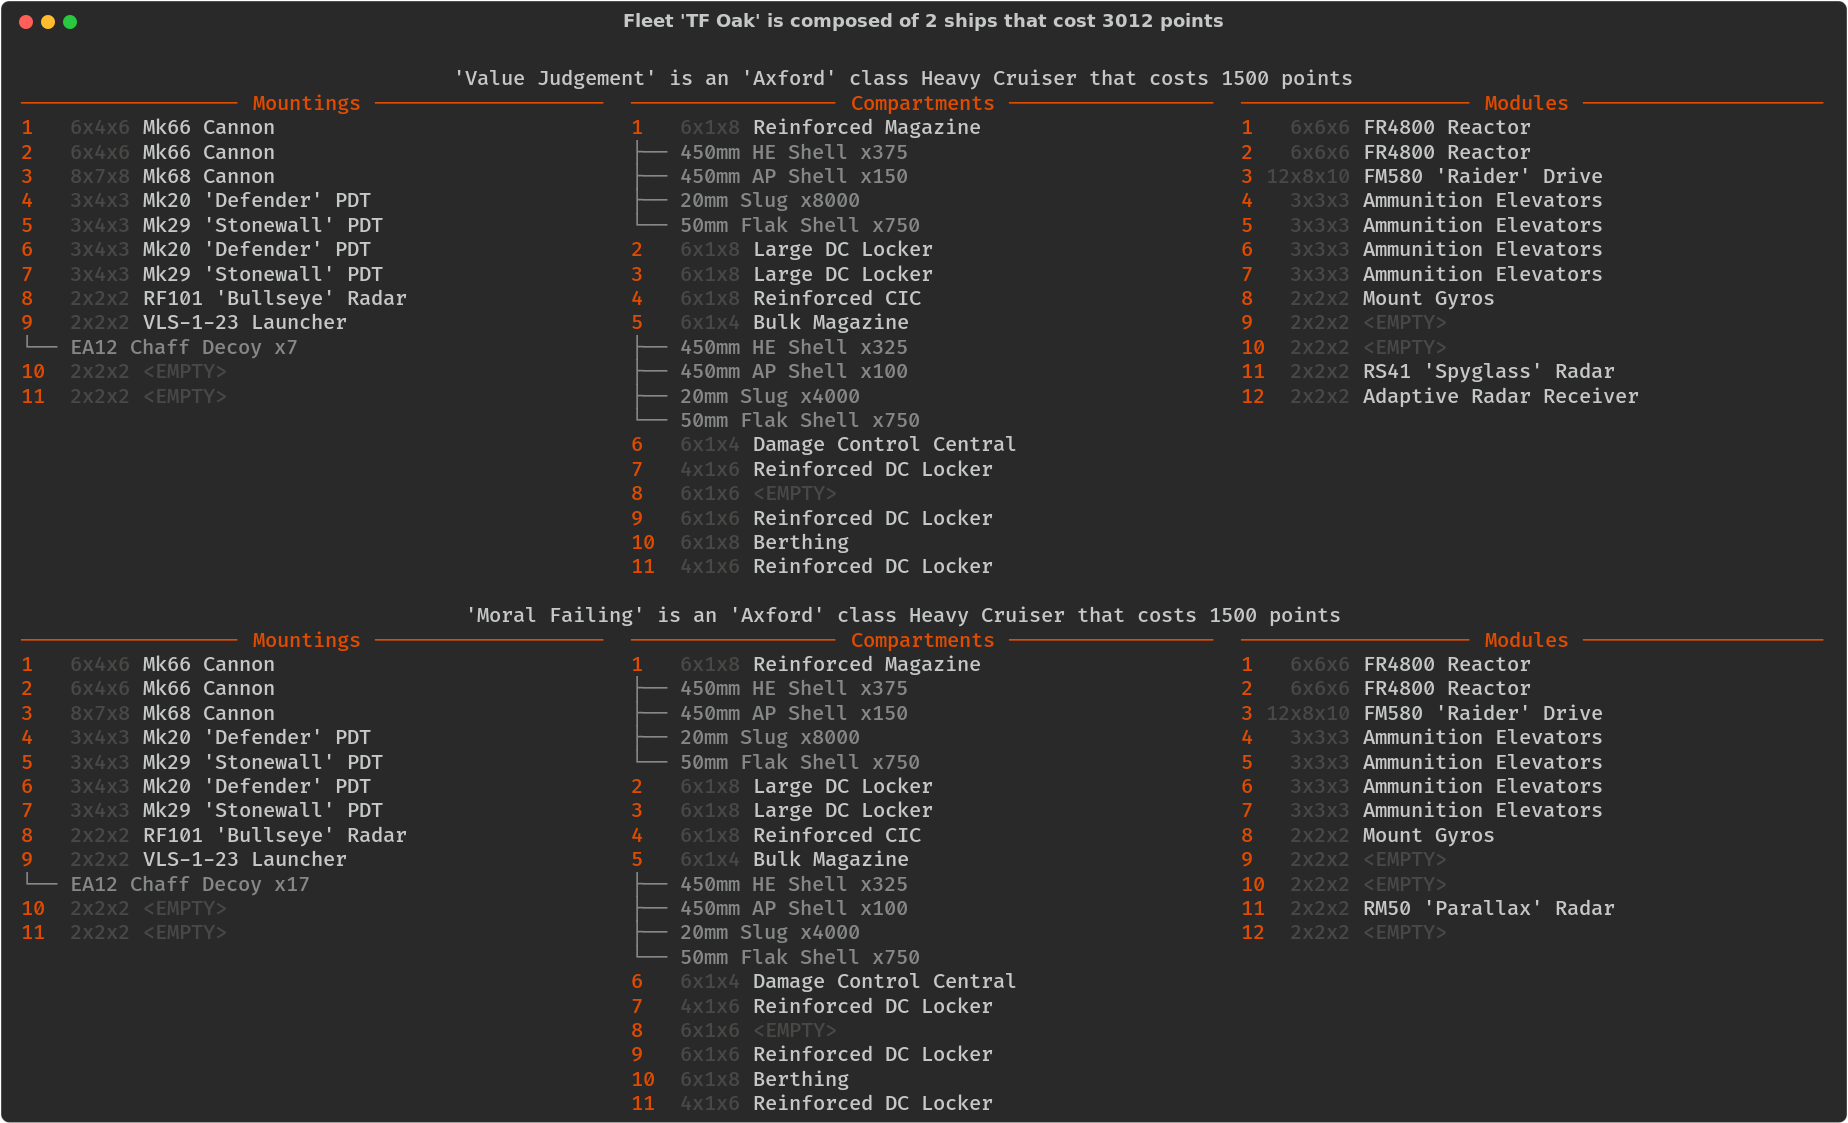 Fleet 'TF Oak' is composed of 2 ships that cost 3012 points
'Value Judgement' is an 'Axford' class Heavy Cruiser that costs 1500 points
Mountings
1 6x4x6 Mk66 Cannon
2 6x4x6 Mk66 Cannon
3 8x7x8 Mk68 Cannon
4 3x4x3 Mk20 'Defender' PDT
5 3x4x3 Mk29 'Stonewall' PDT
6 3x4x3 Mk20 'Defender' PDT
7 3x4x3 Mk29 'Stonewall' PDT
8 2x2x2 RF101 'Bullseye' Radar
9 2x2x2 VLS-1-23 Launcher
└── EA12 Chaff Decoy x7
10 2x2x2 <EMPTY>
11 2x2x2 <EMPTY>
Compartments
1 6x1x8 Reinforced Magazine
├── 450mm HE Shell x375
├── 450mm AP Shell x150
├── 20mm Slug x8000
└── 50mm Flak Shell x750
2 6x1x8 Large DC Locker
3 6x1x8 Large DC Locker
4 6x1x8 Reinforced CIC
5 6x1x4 Bulk Magazine
├── 450mm HE Shell x325
├── 450mm AP Shell x100
├── 20mm Slug x4000
└── 50mm Flak Shell x750
6 6x1x4 Damage Control Central
7 4x1x6 Reinforced DC Locker
8 6x1x6 <EMPTY>
9 6x1x6 Reinforced DC Locker
10 6x1x8 Berthing
11 4x1x6 Reinforced DC Locker
Modules
1 6x6x6 FR4800 Reactor
2 6x6x6 FR4800 Reactor
3 12x8x10 FM580 'Raider' Drive
4 3x3x3 Ammunition Elevators
5 3x3x3 Ammunition Elevators
6 3x3x3 Ammunition Elevators
7 3x3x3 Ammunition Elevators
8 2x2x2 Mount Gyros
9 2x2x2 <EMPTY>
10 2x2x2 <EMPTY>
11 2x2x2 RS41 'Spyglass' Radar
12 2x2x2 Adaptive Radar Receiver
'Moral Failing' is an 'Axford' class Heavy Cruiser that costs 1500 points
Mountings
1 6x4x6 Mk66 Cannon
2 6x4x6 Mk66 Cannon
3 8x7x8 Mk68 Cannon
4 3x4x3 Mk20 'Defender' PDT
5 3x4x3 Mk29 'Stonewall' PDT
6 3x4x3 Mk20 'Defender' PDT
7 3x4x3 Mk29 'Stonewall' PDT
8 2x2x2 RF101 'Bullseye' Radar
9 2x2x2 VLS-1-23 Launcher
└── EA12 Chaff Decoy x17
10 2x2x2 <EMPTY>
11 2x2x2 <EMPTY>
Compartments
1 6x1x8 Reinforced Magazine
├── 450mm HE Shell x375
├── 450mm AP Shell x150
├── 20mm Slug x8000
└── 50mm Flak Shell x750
2 6x1x8 Large DC Locker
3 6x1x8 Large DC Locker
4 6x1x8 Reinforced CIC
5 6x1x4 Bulk Magazine
├── 450mm HE Shell x325
├── 450mm AP Shell x100
├── 20mm Slug x4000
└── 50mm Flak Shell x750
6 6x1x4 Damage Control Central
7 4x1x6 Reinforced DC Locker
8 6x1x6 <EMPTY>
9 6x1x6 Reinforced DC Locker
10 6x1x8 Berthing
11 4x1x6 Reinforced DC Locker
Modules
1 6x6x6 FR4800 Reactor
2 6x6x6 FR4800 Reactor
3 12x8x10 FM580 'Raider' Drive
4 3x3x3 Ammunition Elevators
5 3x3x3 Ammunition Elevators
6 3x3x3 Ammunition Elevators
7 3x3x3 Ammunition Elevators
8 2x2x2 Mount Gyros
9 2x2x2 <EMPTY>
10 2x2x2 <EMPTY>
11 2x2x2 RM50 'Parallax' Radar
12 2x2x2 <EMPTY>